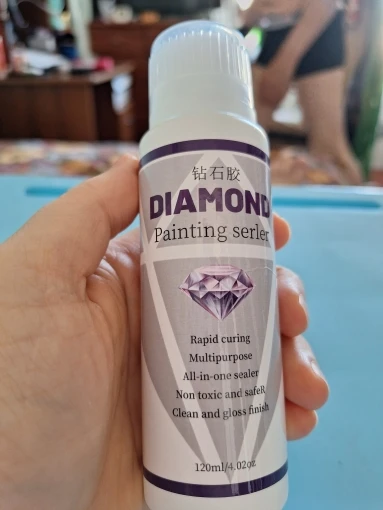 钻石胶
DIAMOND
Painting serler
Rapid curing
Multipurpose
All-in-one sealer
Non toxic and safeR
Clean and gloss finish
120ml/4.02oz